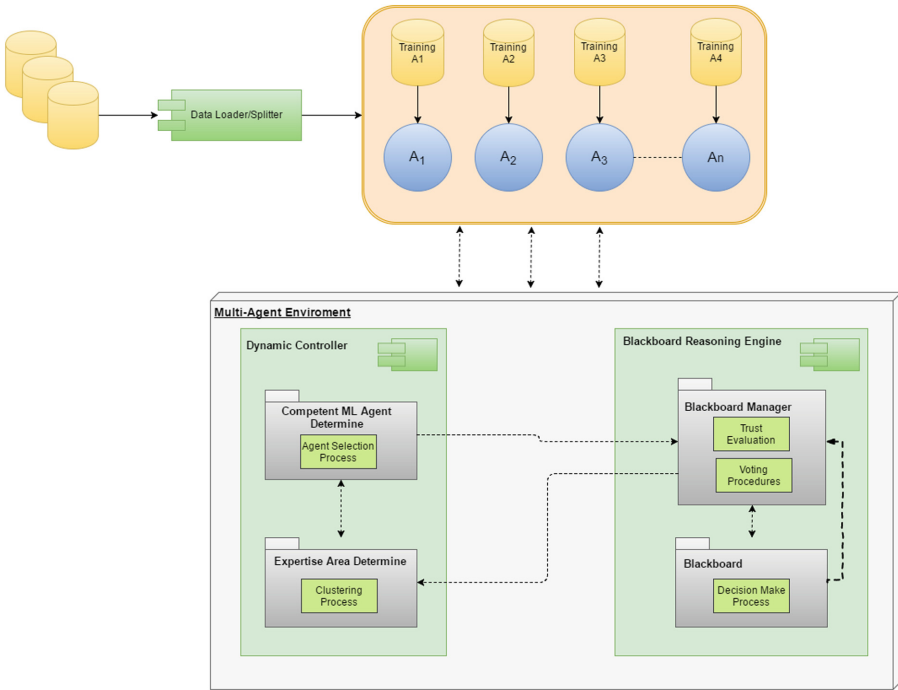 Training
A1
Training
A2
Training
A3
Training
A4
Data Loader/Splitter
A1
A2
A3
An
Multi-Agent Enviroment
Dynamic Controller
Competent ML Agent
Determine
Agent Selection
Process
Expertise Area Determine
Clustering
Process
Blackboard Reasoning Engine
Blackboard Manager
Trust
Evaluation
Voting
Procedures
Blackboard
Decision Make
Process